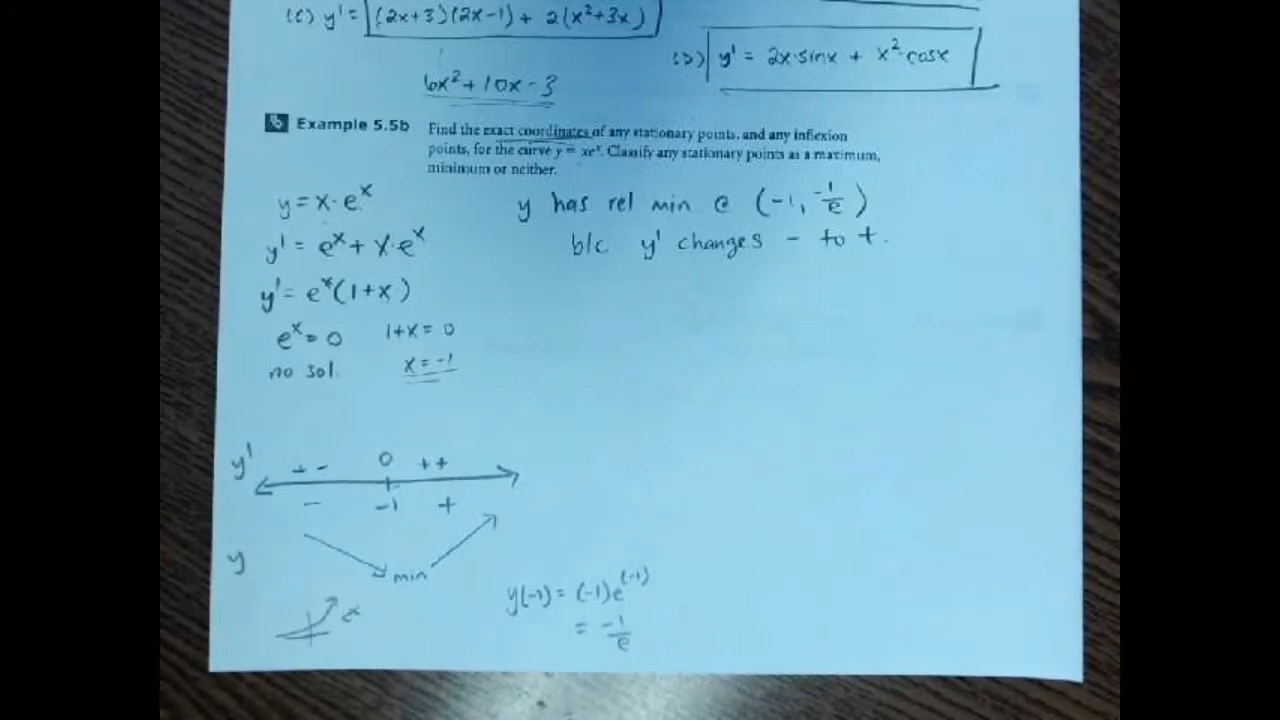 (c) y' = (2x+3)(2x-1) + 2(x²+3x)
6x² + 10x - 3
(D) y' = 2x·sinx + x²·cosx
Example 5.5b Find the exact coordinates of any stationary points, and any inflexion
points, for the curve y = xeˣ. Classify any stationary points as a maximum,
minimum or neither.
y = x·eˣ
y' = eˣ + x·eˣ
y' = eˣ(1+x)
eˣ = 0 1+x = 0
no sol. x = -1
y has rel min @ (-1, -1/e)
b/c y' changes - to +.
y' + - 0 ++
- -1 +
y min
eˣ
y(-1) = (-1)e^(-1)
= -1/e